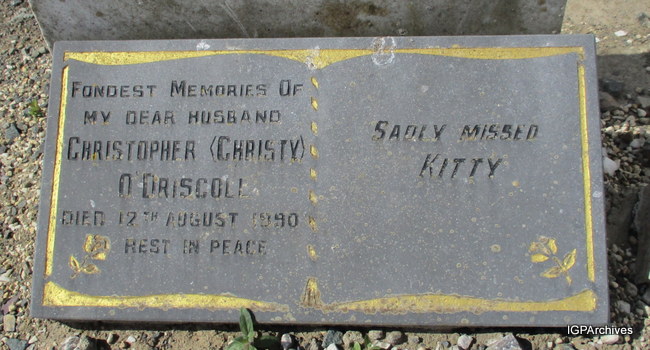 FONDEST MEMORIES OF
MY DEAR HUSBAND
CHRISTOPHER (CHRISTY)
O'DRISCOLL
DIED 12TH AUGUST 1990
REST IN PEACE
SADLY MISSED
KITTY
IGPArchives